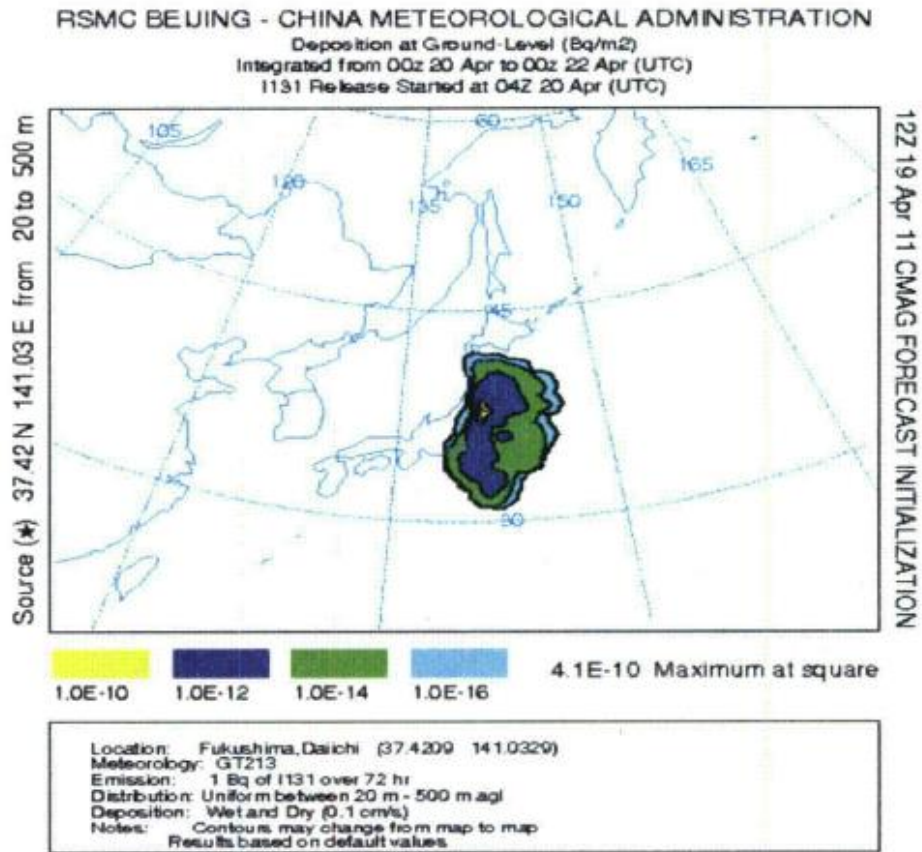 RSMC BEIJING - CHINA METEOROLOGICAL ADMINISTRATION
Deposition at Ground-Level (Bq/m2)
Integrated from 00z 20 Apr to 00z 22 Apr (UTC)
I131 Release Started at 04Z 20 Apr (UTC)
Source (★) 37.42 N 141.03 E from 20 to 500 m
12Z 19 Apr 11 CMAG FORECAST INITIALIZATION
105
60
165
120
135
150
45
30
1.0E-10
1.0E-12
1.0E-14
1.0E-16
4.1E-10 Maximum at square
Location: Fukushima,Daiichi (37.4209 141.0329)
Meteorology: GT213
Emission: 1 Bq of I131 over 72 hr
Distribution: Uniform between 20 m - 500 m agl
Deposition: Wet and Dry (0.1 cm/s)
Notes: Contours may change from map to map
Results based on default values